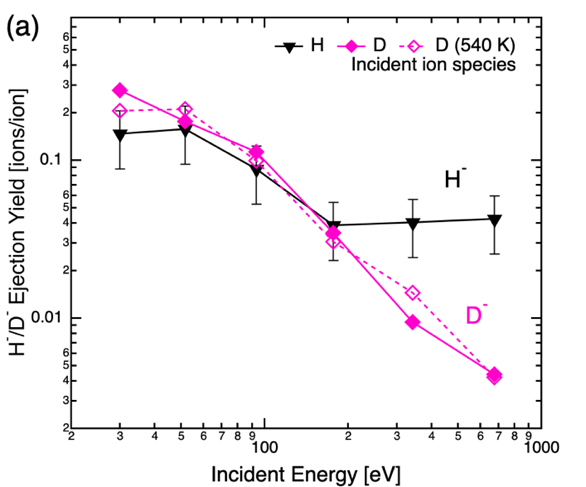 (a)
H D D (540 K)
Incident ion species
H⁻
D⁻
H⁻/D⁻ Ejection Yield [ions/ion]
6
5
4
3
2
0.1
6
5
4
3
2
0.01
6
5
4
3
2
2 3 4 5 6 7 8 9 100 2 3 4 5 6 7 8 9 1000
Incident Energy [eV]